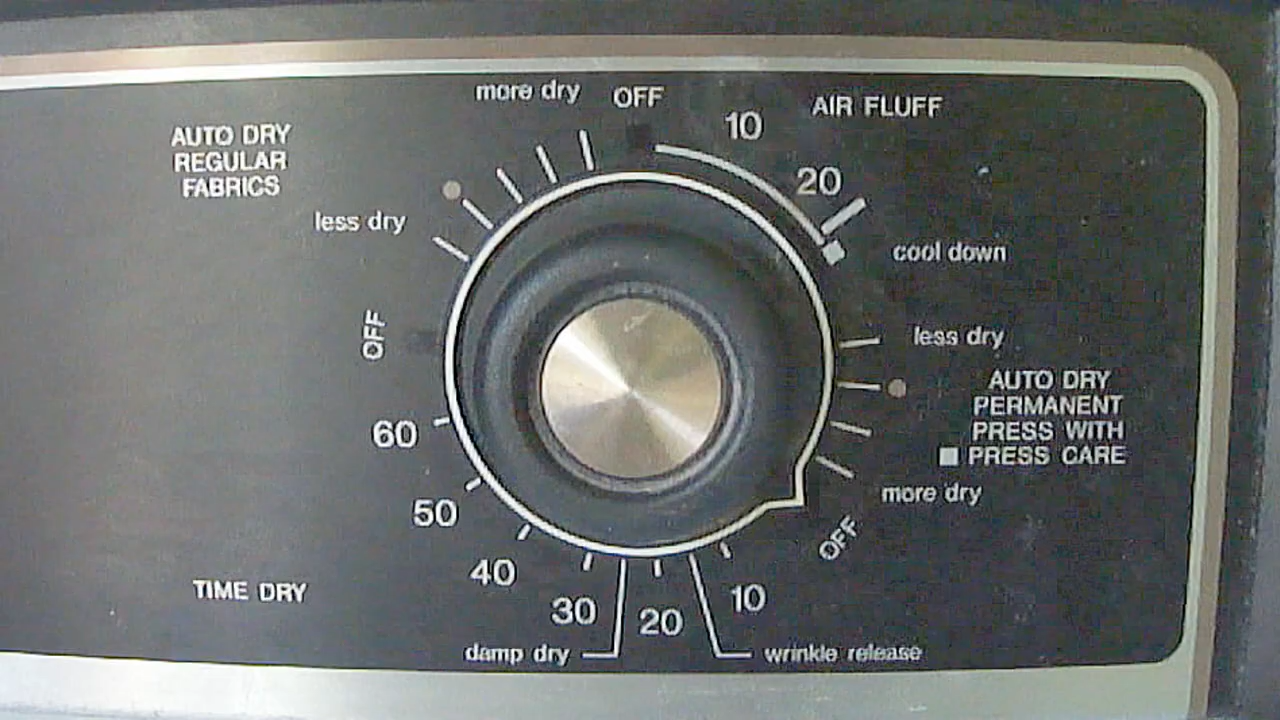 more dry
OFF
10
AIR FLUFF
AUTO DRY
REGULAR
FABRICS
20
less dry
cool down
OFF
less dry
AUTO DRY
PERMANENT
PRESS WITH
PRESS CARE
60
more dry
50
OFF
40
TIME DRY
30
20
10
damp dry
wrinkle release